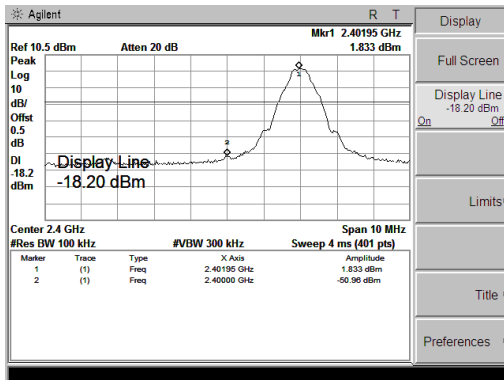 Agilent R T Display
Mkr1 2.40195 GHz
Ref 10.5 dBm Atten 20 dB 1.833 dBm
Peak
Log
10
dB/
Offst
0.5
dB
DI
-18.2
dBm
1
2
Display Line
-18.20 dBm
Center 2.4 GHz Span 10 MHz
#Res BW 100 kHz #VBW 300 kHz Sweep 4 ms (401 pts)
Marker Trace Type X Axis Amplitude
1 (1) Freq 2.40195 GHz 1.833 dBm
2 (1) Freq 2.40000 GHz -50.96 dBm
Full Screen
Display Line
-18.20 dBm
On Off
Limits
Title
Preferences